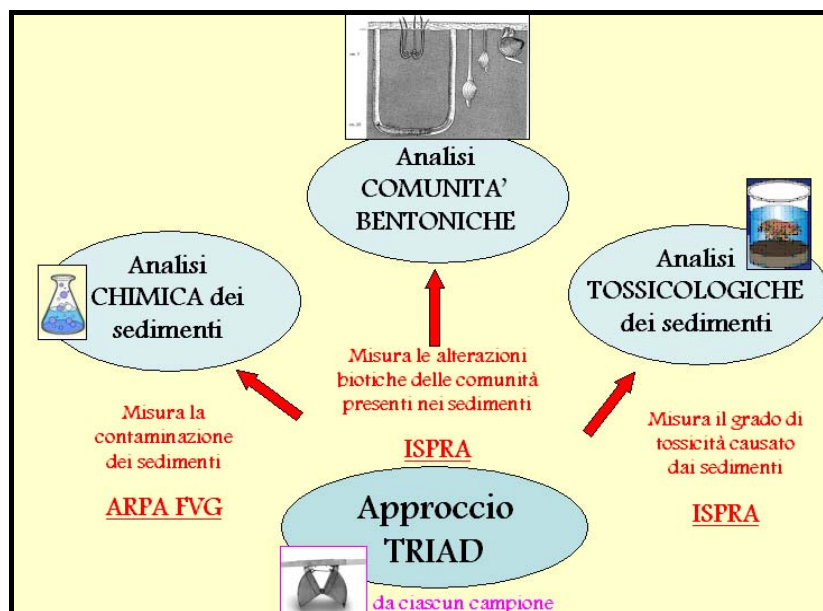 Analisi
COMUNITA'
BENTONICHE
Analisi
CHIMICA dei
sedimenti
Analisi
TOSSICOLOGICHE
dei sedimenti
Misura le alterazioni
biotiche delle comunità
presenti nei sedimenti
ISPRA
Misura la
contaminazione
dei sedimenti
ARPA FVG
Misura il grado di
tossicità causato
dai sedimenti
ISPRA
Approccio
TRIAD
da ciascun campione